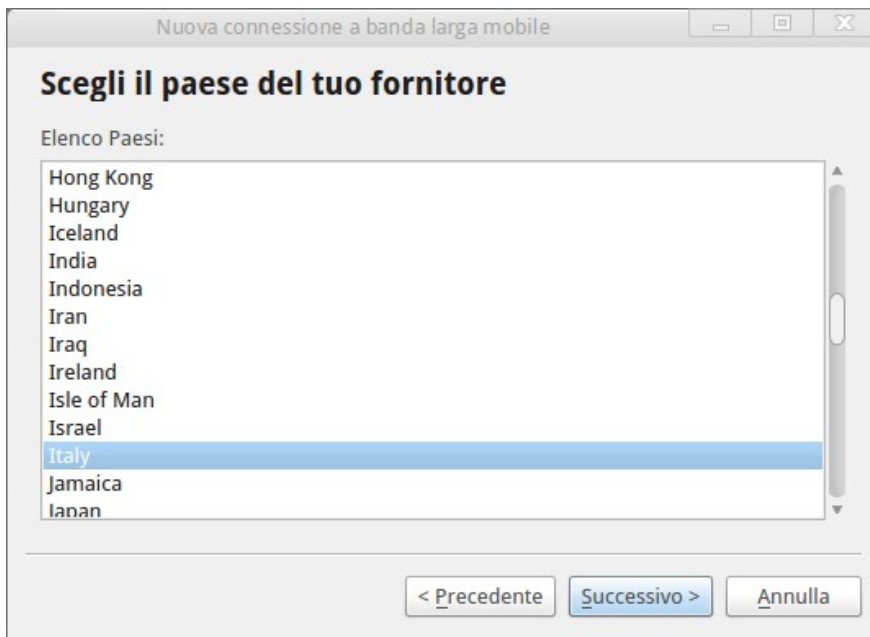 Nuova connessione a banda larga mobile
Scegli il paese del tuo fornitore
Elenco Paesi:
Hong Kong
Hungary
Iceland
India
Indonesia
Iran
Iraq
Ireland
Isle of Man
Israel
Italy
Jamaica
Japan
< Precedente Successivo > Annulla